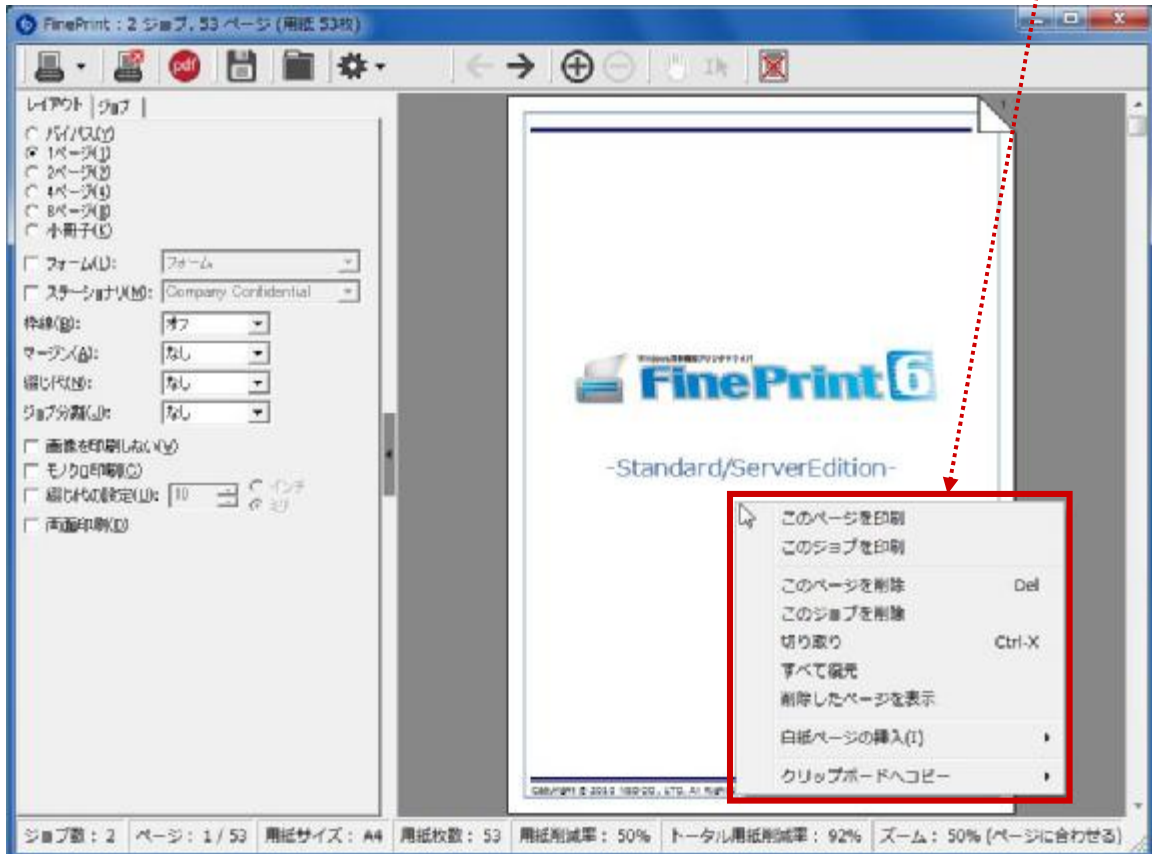 FinePrint : 2 ジョブ, 53 ページ (用紙 53枚)
pdf
レイアウト
ジョブ
バイパス(Y)
1ページ(1)
2ページ(2)
4ページ(4)
8ページ(8)
小冊子(K)
フォーム(L): フォーム
ステーショナリ(M): Company Confidential
枠線(B): オフ
マージン(A): なし
綴じ代(N): なし
ジョブ分割(J): なし
画像を印刷しない(W)
モノクロ印刷(C)
綴じ代の設定(U): 10 インチ
ミリ
両面印刷(D)
1
FinePrint 6
-Standard/ServerEdition-
このページを印刷
このジョブを印刷
このページを削除 Del
このジョブを削除
切り取り Ctrl-X
すべて復元
削除したページを表示
白紙ページの挿入(I)
クリップボードへコピー
ジョブ数: 2 ページ: 1 / 53 用紙サイズ: A4 用紙枚数: 53 用紙削減率: 50% トータル用紙削減率: 92% ズーム: 50% (ページに合わせる)